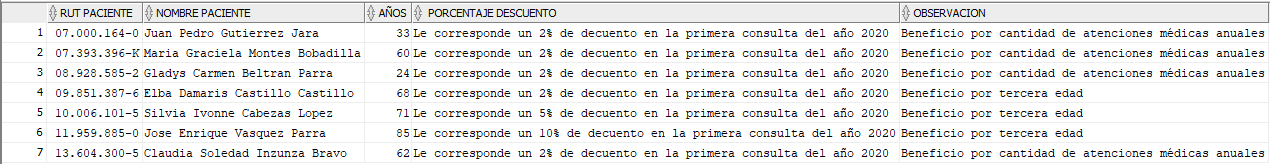 RUT PACIENTE NOMBRE PACIENTE AÑOS PORCENTAJE DESCUENTO OBSERVACION
1 07.000.164-0 Juan Pedro Gutierrez Jara 33 Le corresponde un 2% de decuento en la primera consulta del año 2020 Beneficio por cantidad de atenciones médicas anuales
2 07.393.396-K Maria Graciela Montes Bobadilla 60 Le corresponde un 2% de decuento en la primera consulta del año 2020 Beneficio por cantidad de atenciones médicas anuales
3 08.928.585-2 Gladys Carmen Beltran Parra 24 Le corresponde un 2% de decuento en la primera consulta del año 2020 Beneficio por cantidad de atenciones médicas anuales
4 09.851.387-6 Elba Damaris Castillo Castillo 68 Le corresponde un 2% de decuento en la primera consulta del año 2020 Beneficio por tercera edad
5 10.006.101-5 Silvia Ivonne Cabezas Lopez 71 Le corresponde un 5% de decuento en la primera consulta del año 2020 Beneficio por tercera edad
6 11.959.885-0 Jose Enrique Vasquez Parra 85 Le corresponde un 10% de decuento en la primera consulta del año 2020 Beneficio por tercera edad
7 13.604.300-5 Claudia Soledad Inzunza Bravo 62 Le corresponde un 2% de decuento en la primera consulta del año 2020 Beneficio por cantidad de atenciones médicas anuales